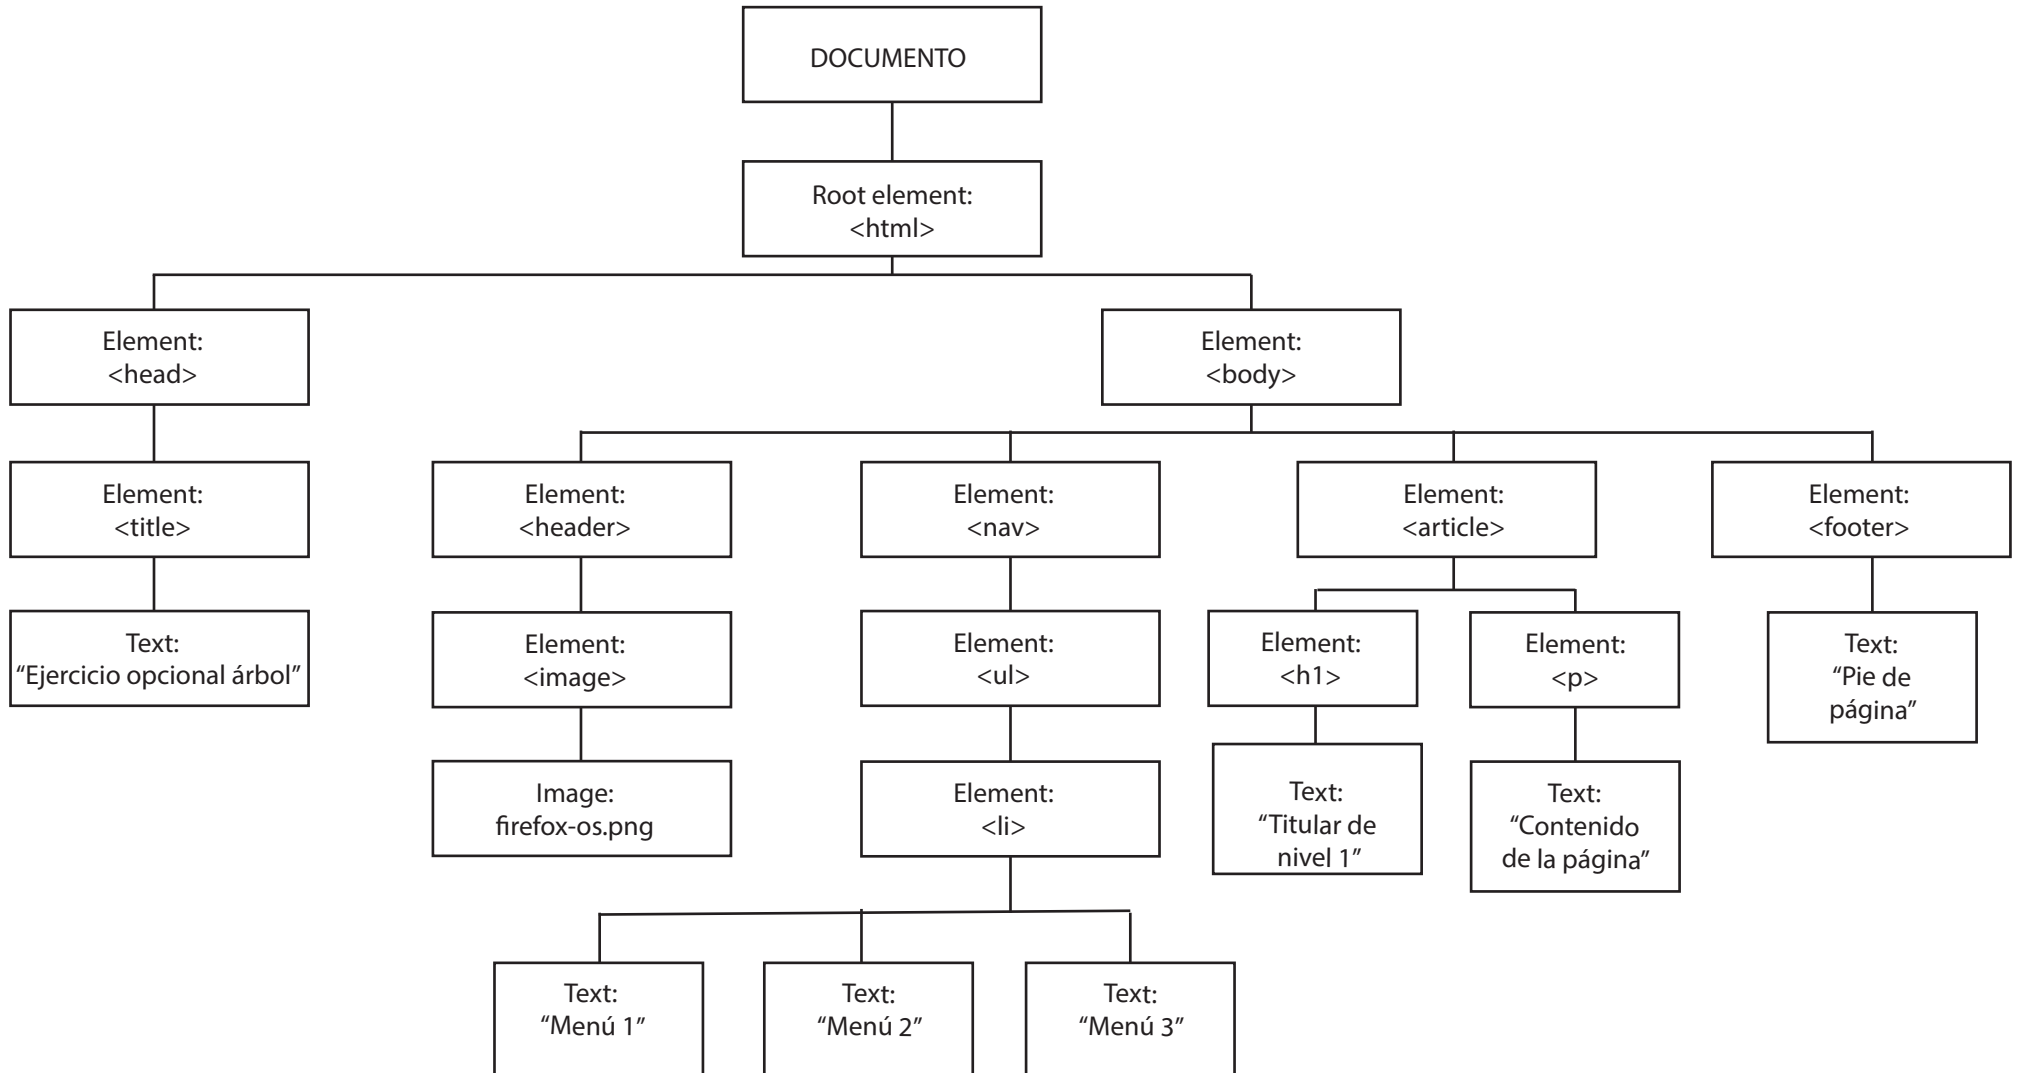 DOCUMENTO
Root element:
<html>
Element:
<head>
Element:
<body>
Element:
<title>
Element:
<header>
Element:
<nav>
Element:
<article>
Element:
<footer>
Text:
“Ejercicio opcional árbol”
Element:
<image>
Element:
<ul>
Element:
<h1>
Element:
<p>
Text:
“Pie de
página”
Image:
firefox-os.png
Element:
<li>
Text:
“Titular de
nivel 1”
Text:
“Contenido
de la página”
Text:
“Menú 1”
Text:
“Menú 2”
Text:
“Menú 3”